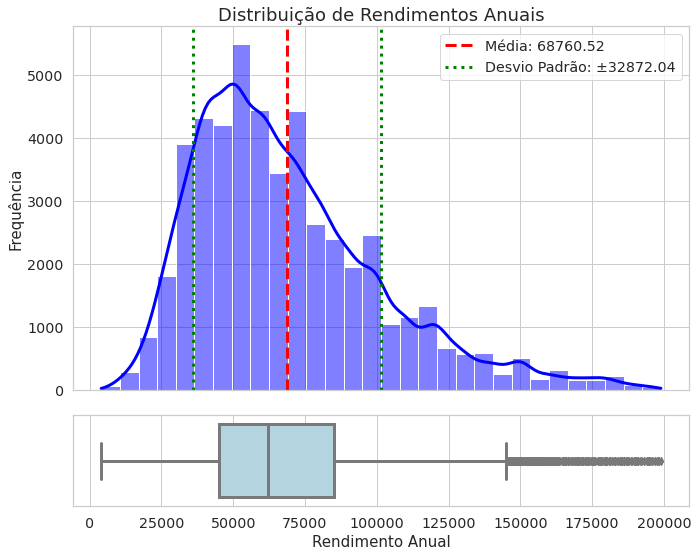 Distribuição de Rendimentos Anuais
Média: 68760.52
Desvio Padrão: ±32872.04
Frequência
5000
4000
3000
2000
1000
0
0 25000 50000 75000 100000 125000 150000 175000 200000
Rendimento Anual